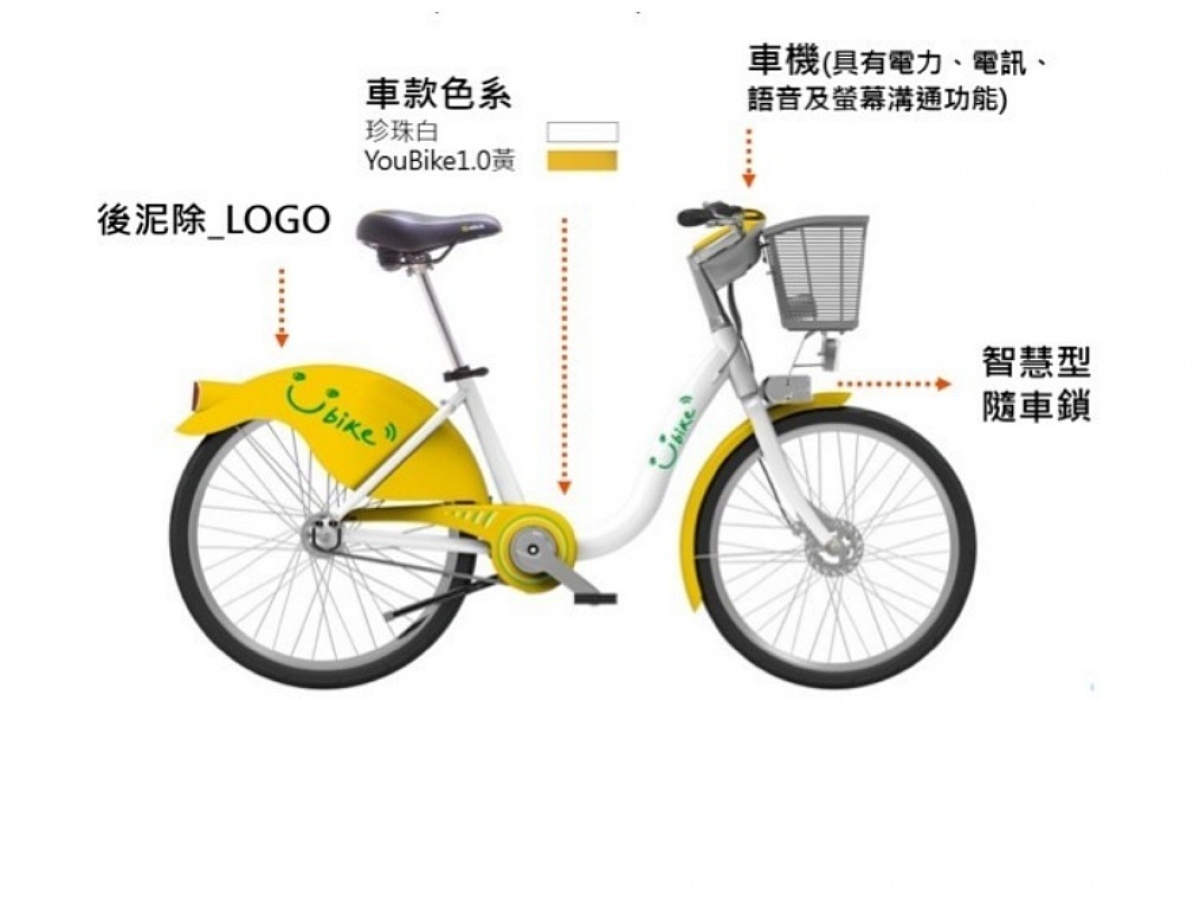 車機(具有電力、電訊、
語音及螢幕溝通功能)
車款色系
珍珠白
YouBike1.0黃
後泥除_LOGO
智慧型
隨車鎖
Ubike
Ubike